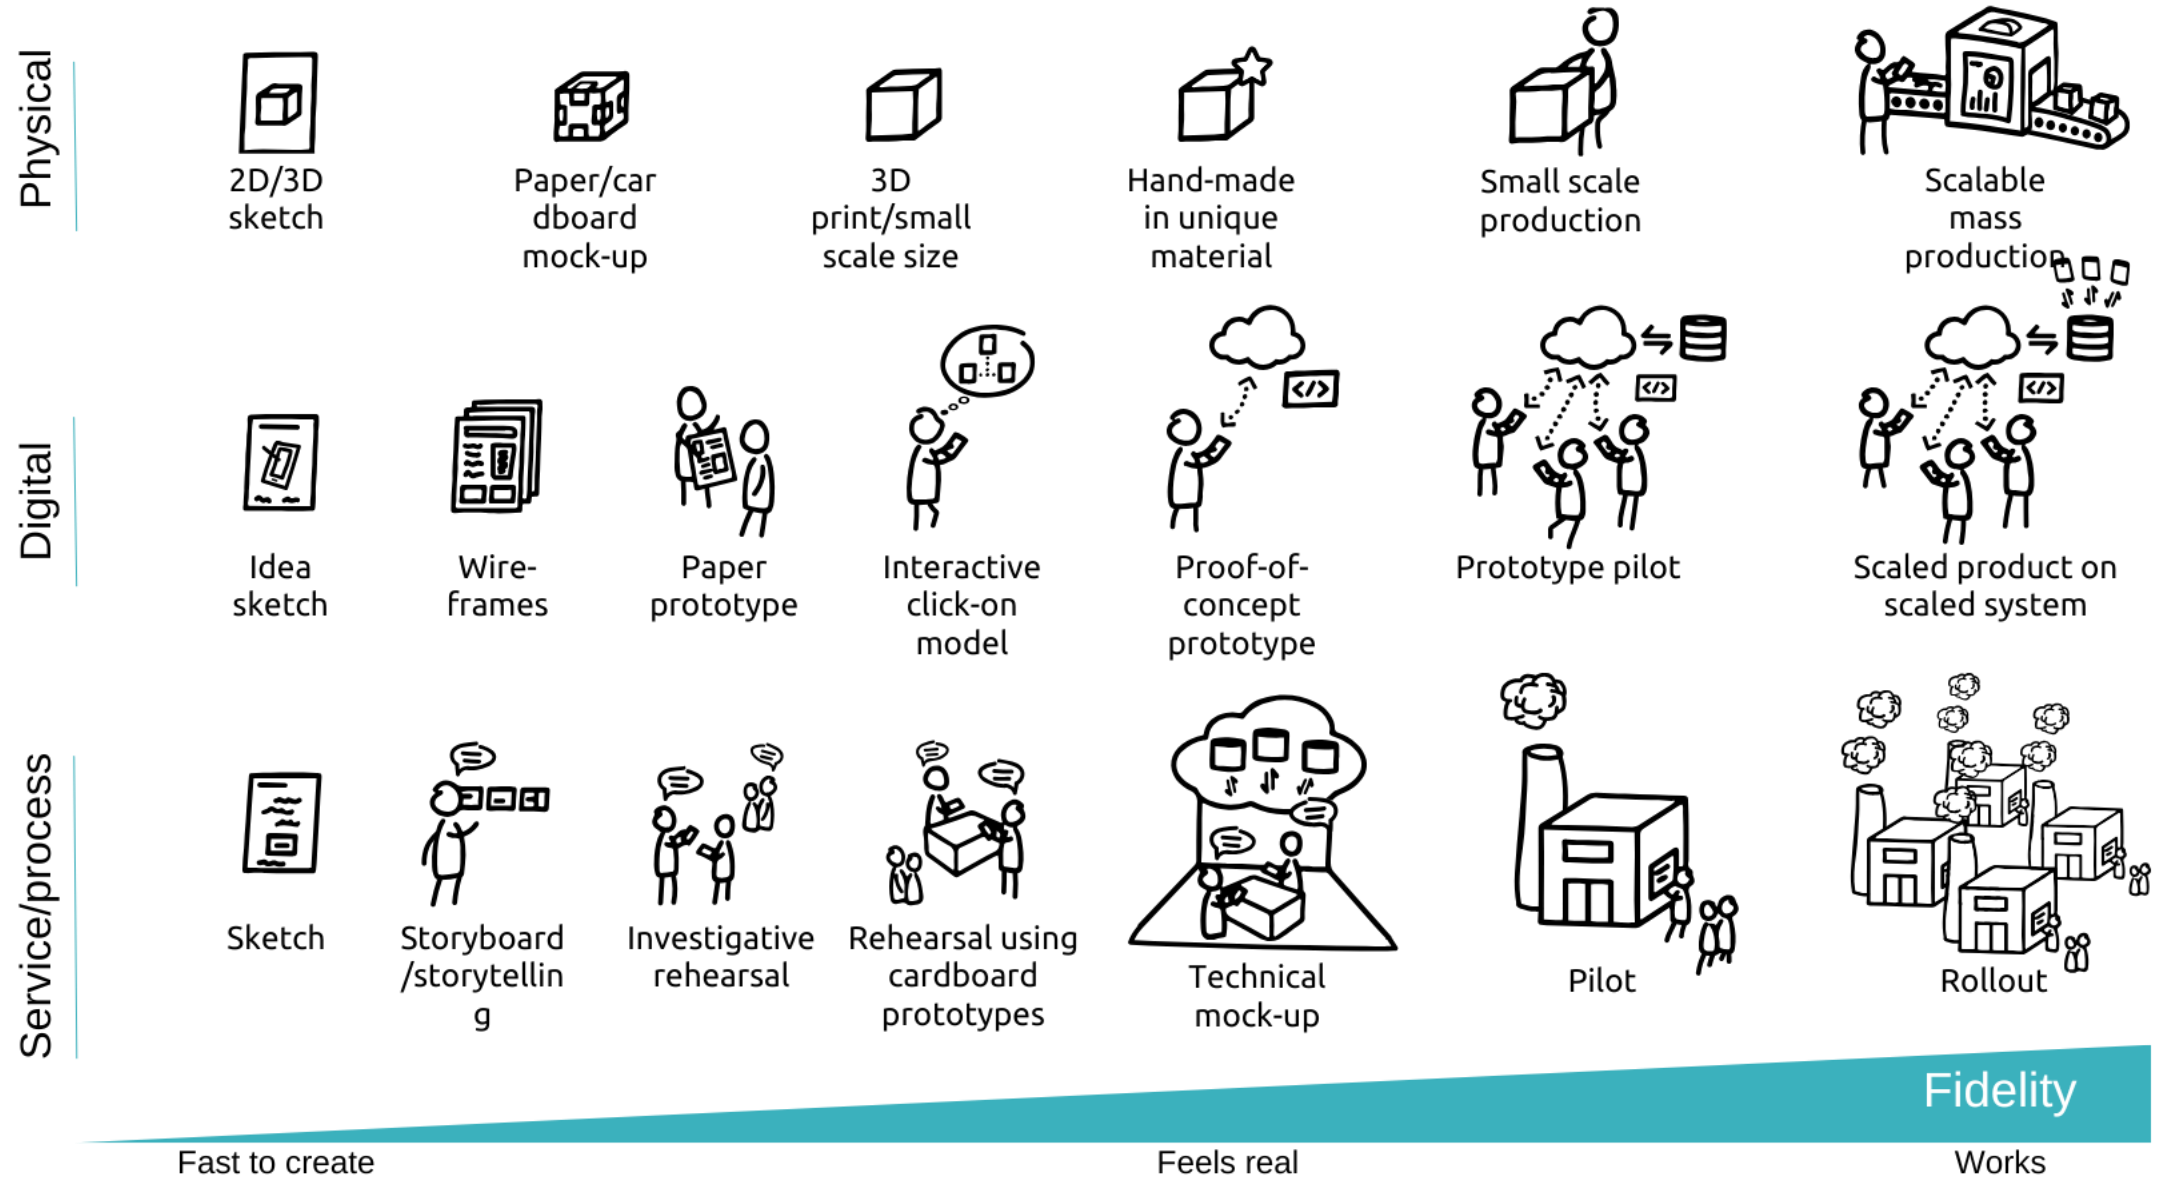 Physical
2D/3D
sketch
Paper/car
dboard
mock-up
3D
print/small
scale size
Hand-made
in unique
material
Small scale
production
Scalable
mass
production
Digital
</>
</>
</>
Idea
sketch
Wire-
frames
Paper
prototype
Interactive
click-on
model
Proof-of-
concept
prototype
Prototype pilot
Scaled product on
scaled system
Service/process
Sketch
Storyboard
/storytellin
g
Investigative
rehearsal
Rehearsal using
cardboard
prototypes
Technical
mock-up
Pilot
Rollout
Fidelity
Fast to create
Feels real
Works